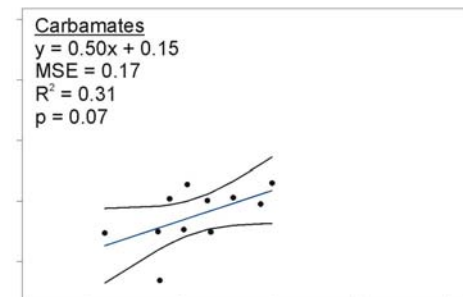 Carbamates
y = 0.50x + 0.15
MSE = 0.17
R² = 0.31
p = 0.07